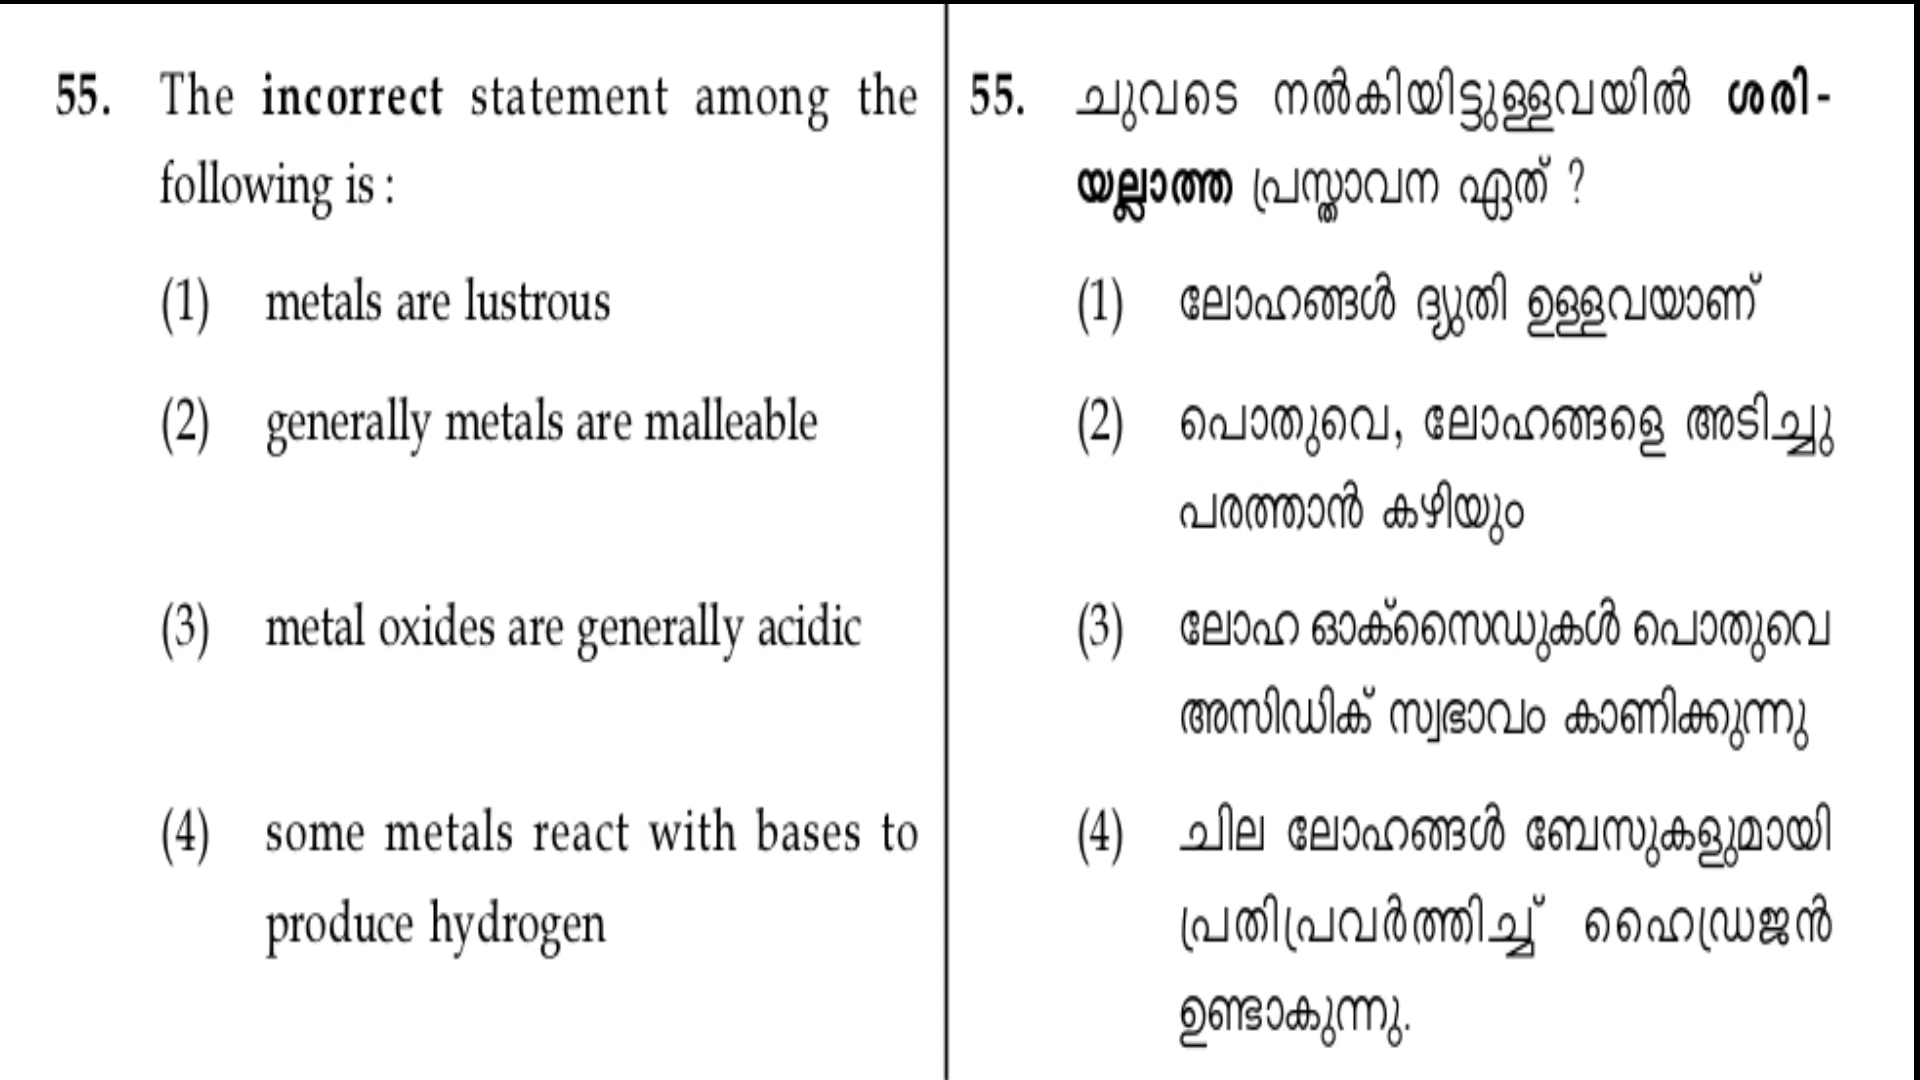 55. The incorrect statement among the
following is :
(1) metals are lustrous
(2) generally metals are malleable
(3) metal oxides are generally acidic
(4) some metals react with bases to
produce hydrogen
55. ചുവടെ നൽകിയിട്ടുള്ളവയിൽ ശരി-
യല്ലാത്ത പ്രസ്താവന ഏത് ?
(1) ലോഹങ്ങൾ ദ്യുതി ഉള്ളവയാണ്
(2) പൊതുവെ, ലോഹങ്ങളെ അടിച്ചു
പരത്താൻ കഴിയും
(3) ലോഹ ഓക്സൈഡുകൾ പൊതുവെ
അസിഡിക് സ്വഭാവം കാണിക്കുന്നു
(4) ചില ലോഹങ്ങൾ ബേസുകളുമായി
പ്രതിപ്രവർത്തിച്ച് ഹൈഡ്രജൻ
ഉണ്ടാകുന്നു.